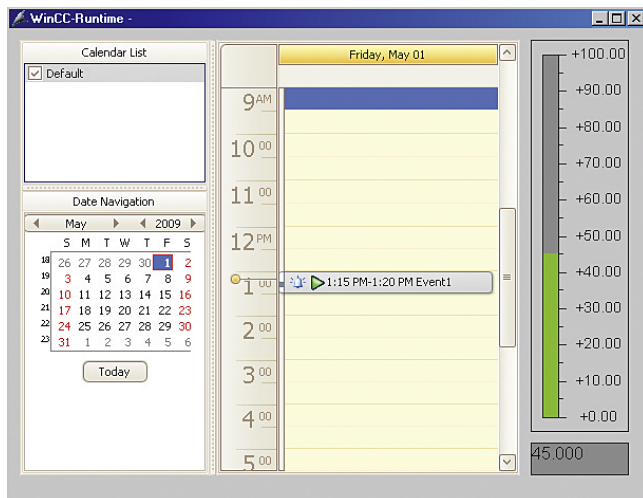 WinCC-Runtime -
Calendar List
Default
Date Navigation
May 2009
S M T W T F S
18 26 27 28 29 30 1 2
19 3 4 5 6 7 8 9
20 10 11 12 13 14 15 16
21 17 18 19 20 21 22 23
22 24 25 26 27 28 29 30
23 31 1 2 3 4 5 6
Today
Friday, May 01
9 AM
10 00
11 00
12 PM
1 00
1:15 PM-1:20 PM Event1
2 00
3 00
4 00
5 00
+100.00
+90.00
+80.00
+70.00
+60.00
+50.00
+40.00
+30.00
+20.00
+10.00
+0.00
45.000